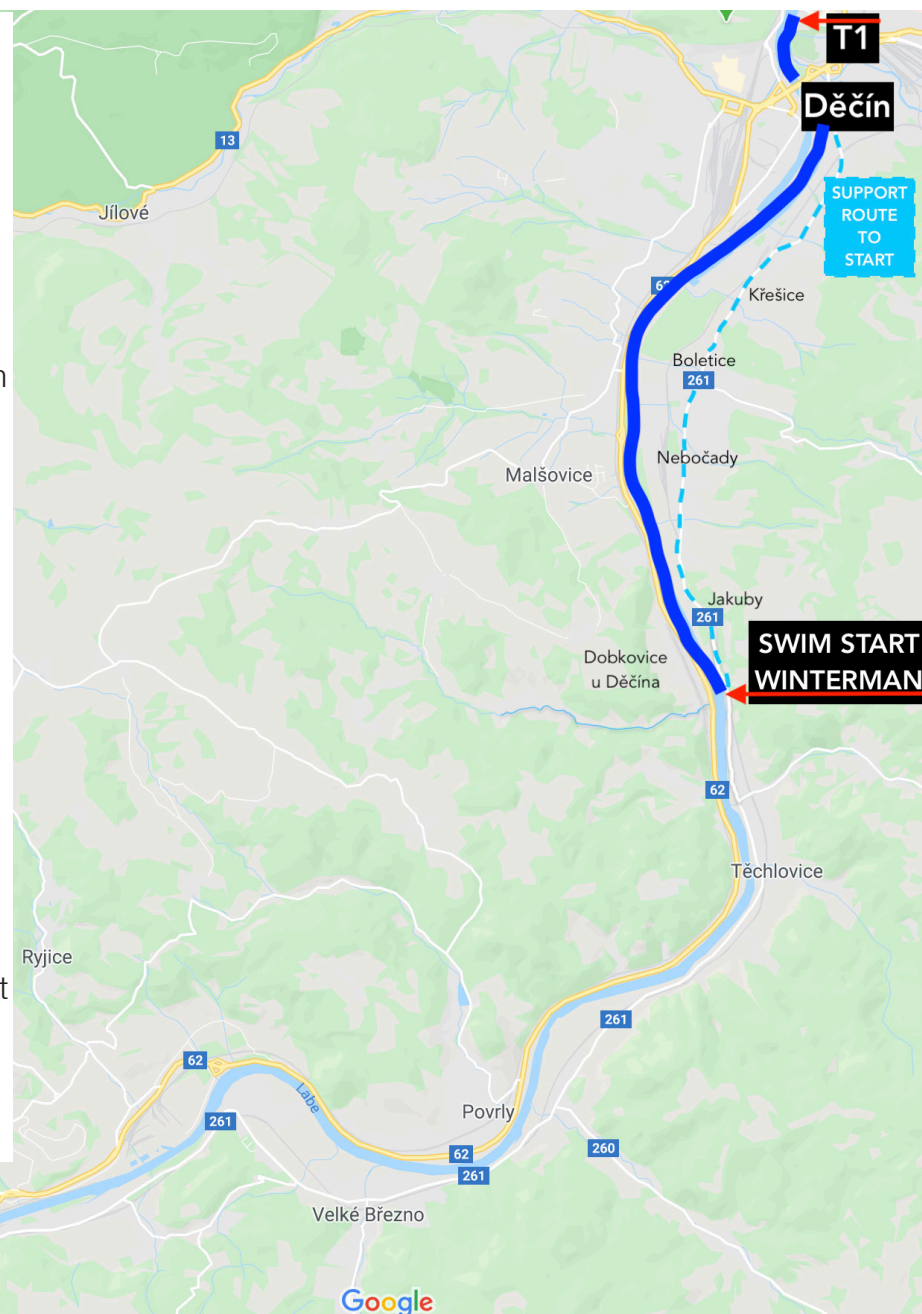 T1
Děčín
13
Jílové
SUPPORT
ROUTE
TO
START
62
Křešice
Boletice
261
Nebočady
Malšovice
Jakuby
261
SWIM START
WINTERMAN
Dobkovice
u Děčína
62
Těchlovice
Ryjice
261
62
Labe
Povrly
261
260
62
261
Velké Březno
Google